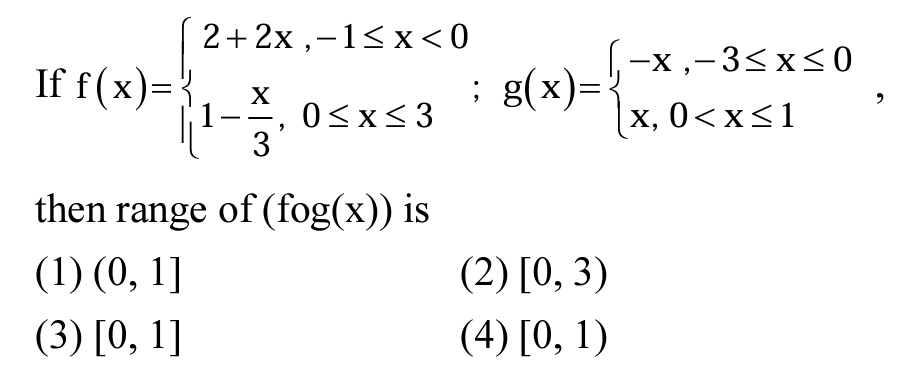 If f(x)={2+2x ,−1≤ x<0; 1−x/3, 0≤x≤3 ; g(x)={−x ,−3≤x≤0; x, 0<x≤1 ,
then range of (fog(x)) is
(1) (0, 1] (2) [0, 3)
(3) [0, 1] (4) [0, 1)